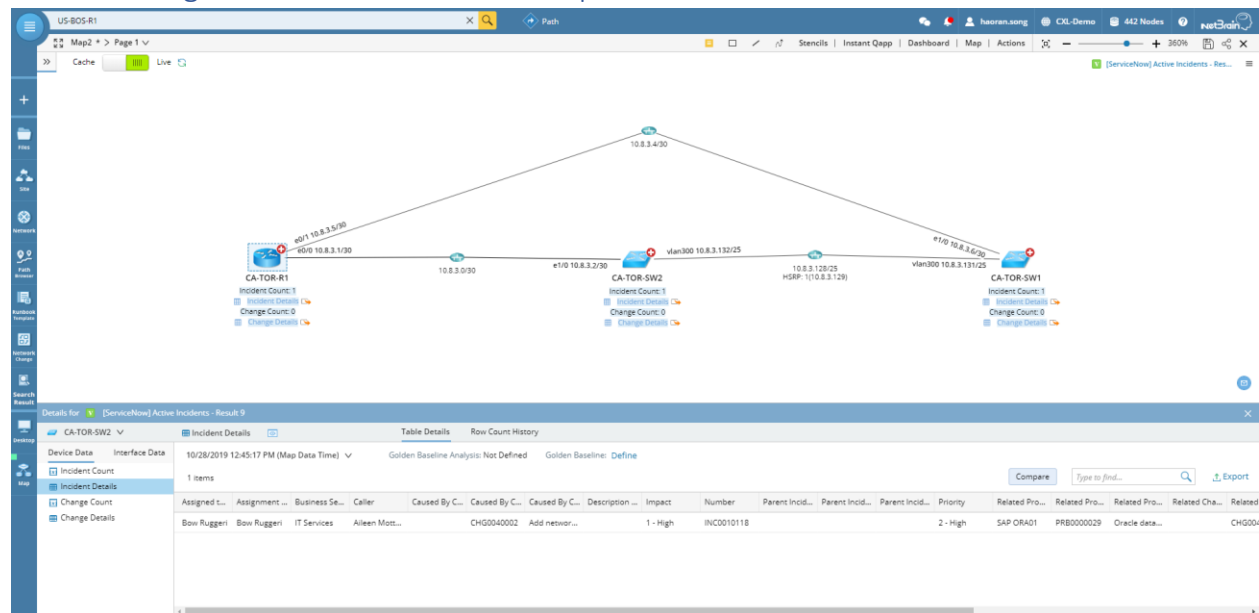 US-BOS-R1
Path
haoran.song
CXL-Demo
442 Nodes
NetBrain
Map2 * > Page 1
Stencils | Instant Qapp | Dashboard | Map | Actions
360%
Cache
Live
[ServiceNow] Active Incidents - Res...
Files
Site
Network
Path
Browser
Runbook
Template
Network
Change
Search
Result
Desktop
Map
10.8.3.4/30
e0/1 10.8.3.5/30
e0/0 10.8.3.1/30
10.8.3.0/30
e1/0 10.8.3.2/30
vlan300 10.8.3.132/25
10.8.3.128/25
HSRP: 1(10.8.3.129)
vlan300 10.8.3.131/25
e1/0 10.8.3.6/30
CA-TOR-R1
Incident Count: 1
Incident Details
Change Count: 0
Change Details
CA-TOR-SW2
Incident Count: 1
Incident Details
Change Count: 0
Change Details
CA-TOR-SW1
Incident Count: 1
Incident Details
Change Count: 0
Change Details
Details for [ServiceNow] Active Incidents - Result 9
CA-TOR-SW2
Incident Details
Table Details
Row Count History
Device Data
Interface Data
Incident Count
Incident Details
Change Count
Change Details
10/28/2019 12:45:17 PM (Map Data Time)
Golden Baseline Analysis: Not Defined
Golden Baseline: Define
1 items
Compare
Type to find...
Export
Assigned t... Assignment ... Business Se... Caller Caused By C... Caused By C... Caused By C... Description ... Impact Number Parent Incid... Parent Incid... Parent Incid... Priority Related Pro... Related Pro... Related Pro... Related Cha... Related
Bow Ruggeri Bow Ruggeri IT Services Aileen Mott... CHG0040002 Add networ... 1 - High INC0010118 2 - High SAP ORA01 PRB0000029 Oracle data... CHG004